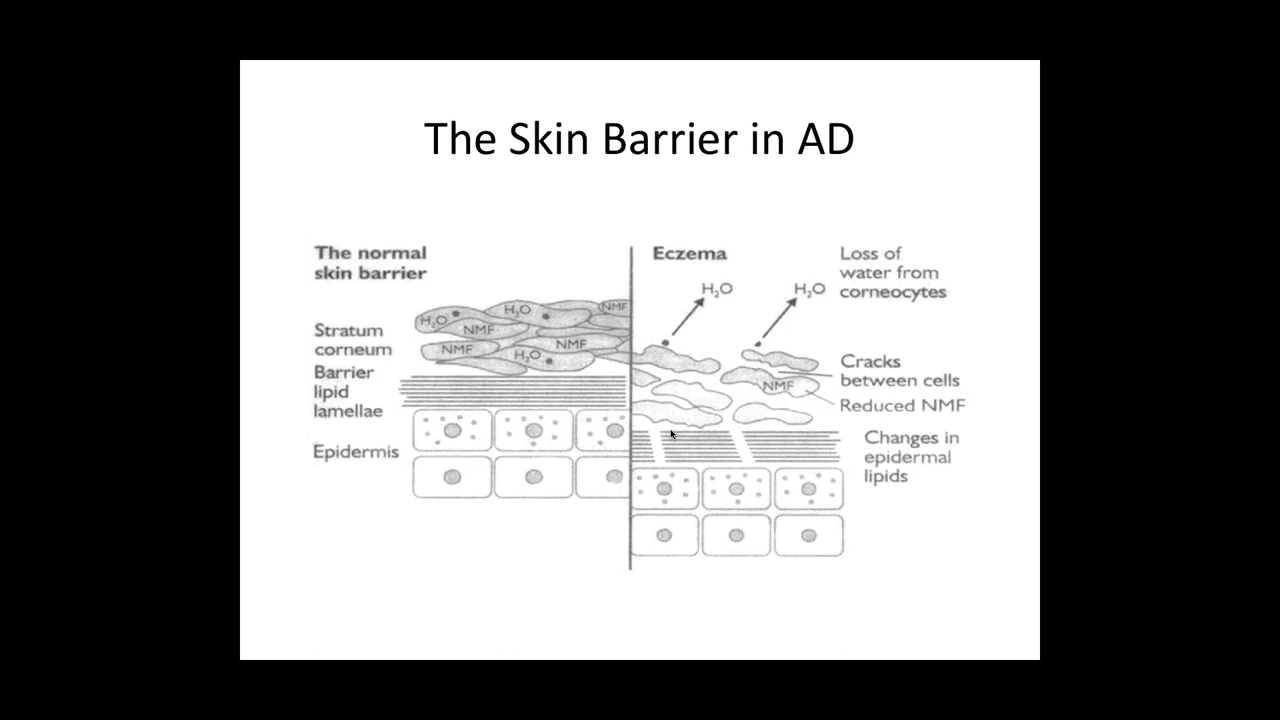 The Skin Barrier in AD
The normal
skin barrier
Stratum
corneum
Barrier
lipid
lamellae
Epidermis
H₂O
H₂O
NMF
NMF
NMF
NMF
H₂O
Eczema
H₂O
H₂O
Loss of
water from
corneocytes
Cracks
between cells
NMF
Reduced NMF
Changes in
epidermal
lipids